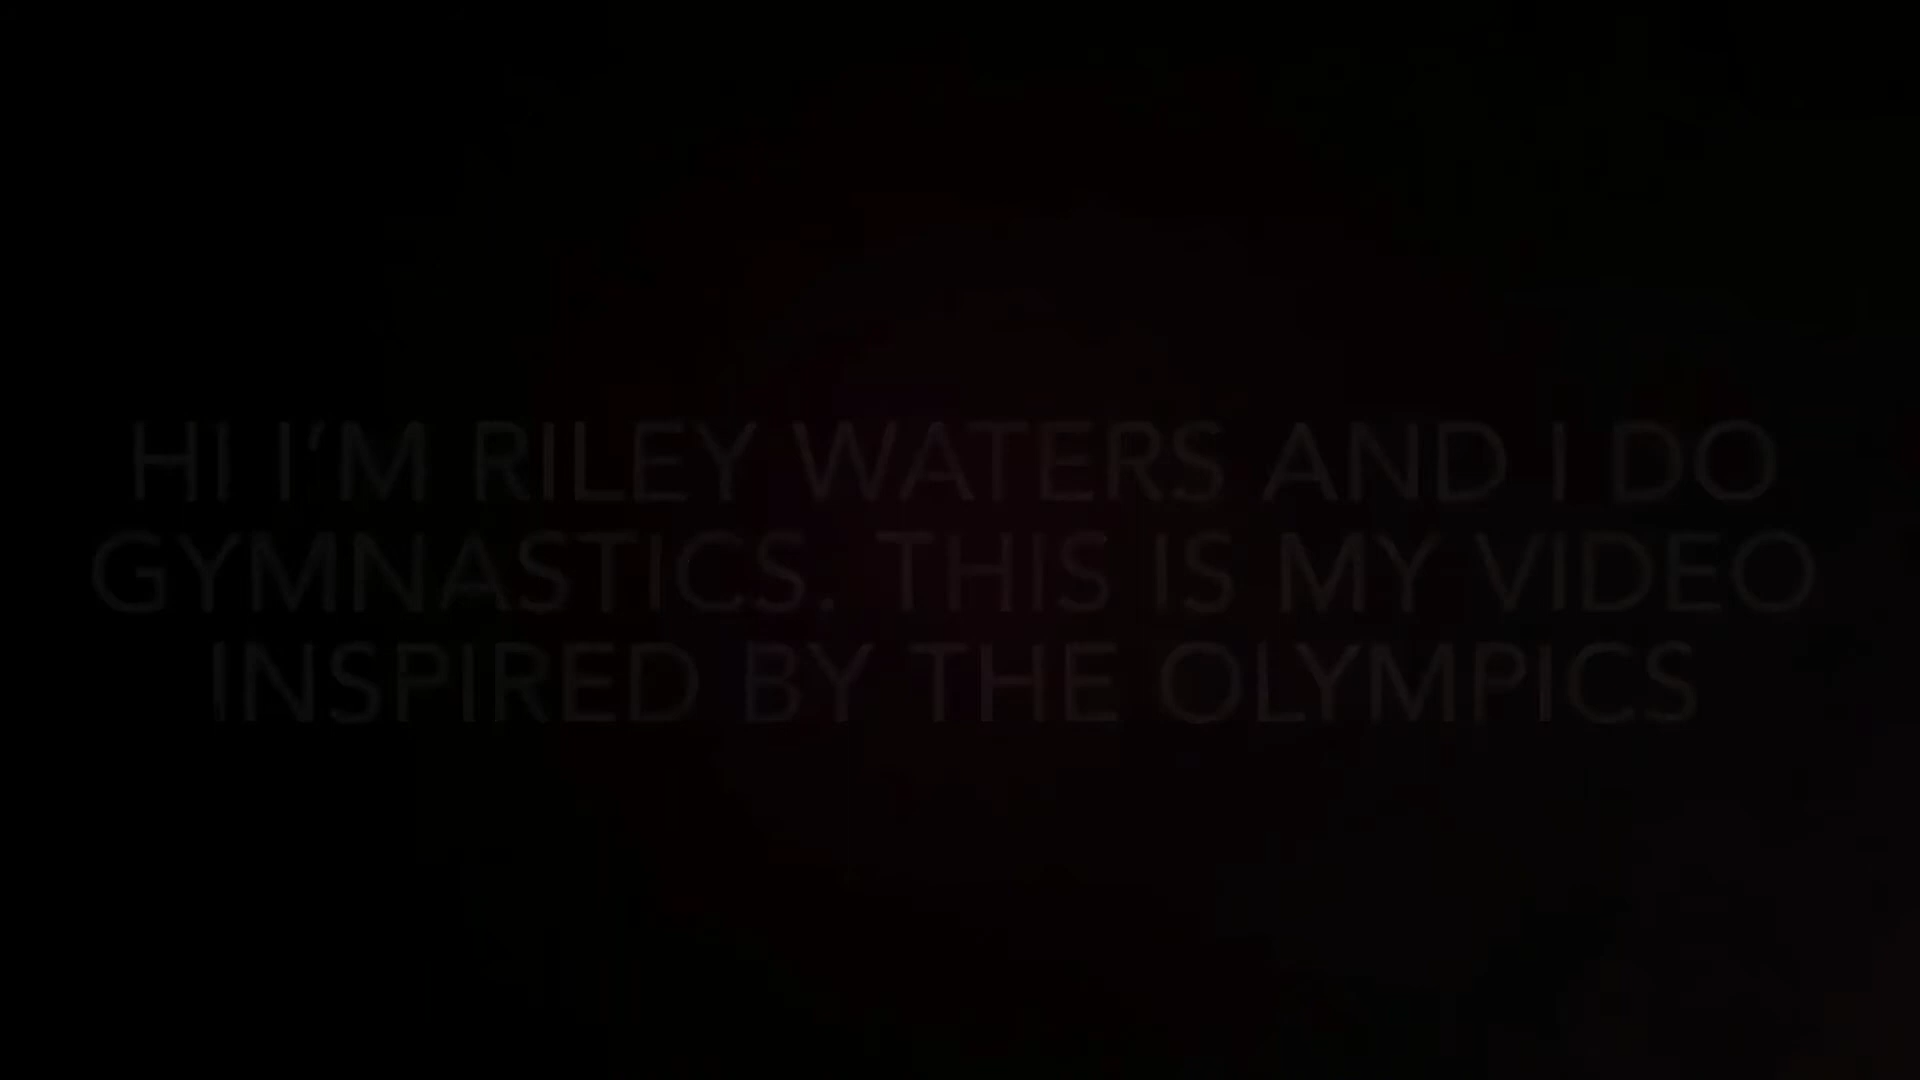 HI I'M RILEY WATERS AND I DO
GYMNASTICS. THIS IS MY VIDEO
INSPIRED BY THE OLYMPICS